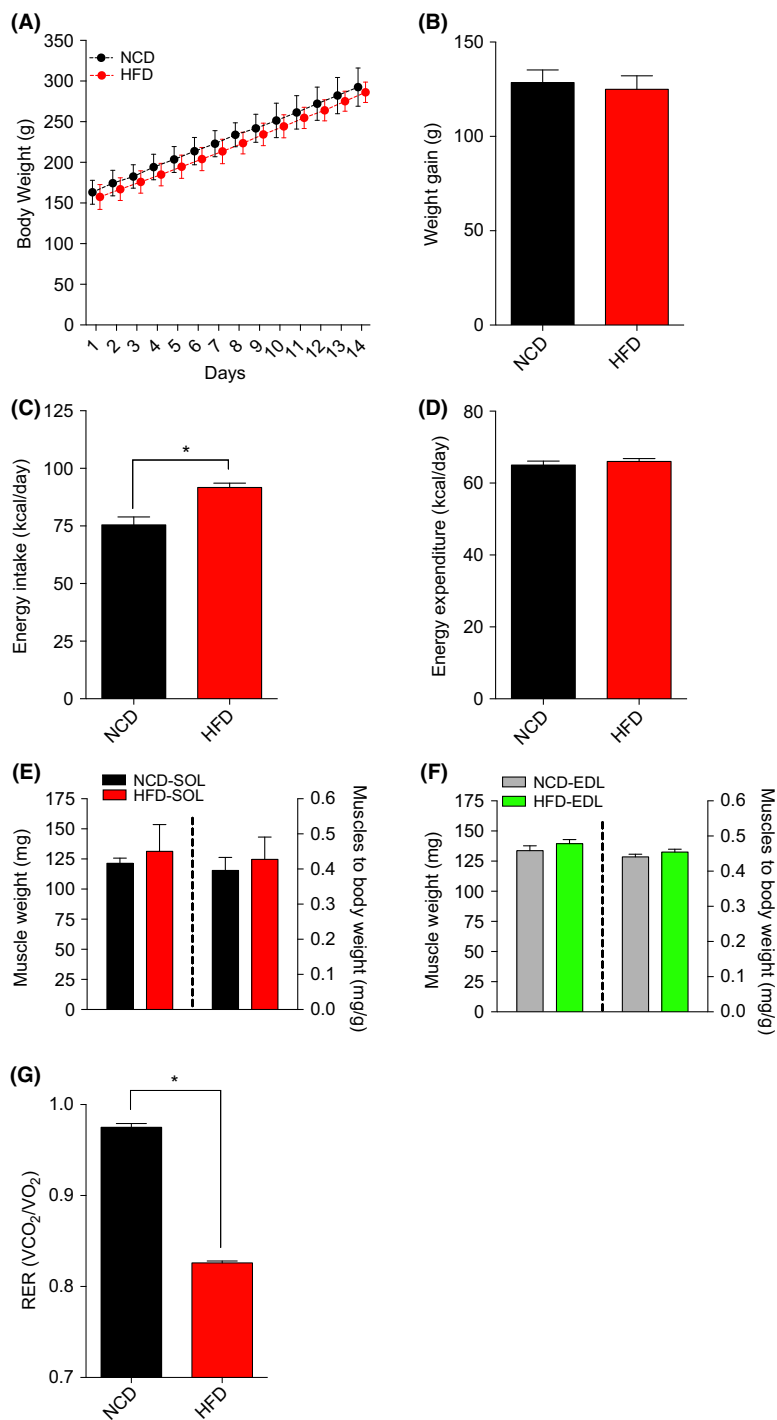 (A)
NCD
HFD
Body Weight (g)
300
250
200
150
100
50
0
1 2 3 4 5 6 7 8 9 10 11 12 13 14
Days
(B)
Weight gain (g)
150
100
50
0
NCD HFD
(C)
Energy intake (kcal/day)
125
100
75
50
25
0
*
NCD HFD
(D)
Energy expenditure (kcal/day)
80
60
40
20
0
NCD HFD
(E)
NCD-SOL
HFD-SOL
Muscle weight (mg)
175
150
125
100
75
50
25
0
0.6
0.5
0.4
0.3
0.2
0.1
0.0
Muscles to body weight (mg/g)
(F)
NCD-EDL
HFD-EDL
Muscle weight (mg)
175
150
125
100
75
50
25
0
0.6
0.5
0.4
0.3
0.2
0.1
0.0
Muscles to body weight (mg/g)
(G)
RER (VCO₂/VO₂)
1.0
0.9
0.8
0.7
*
NCD HFD